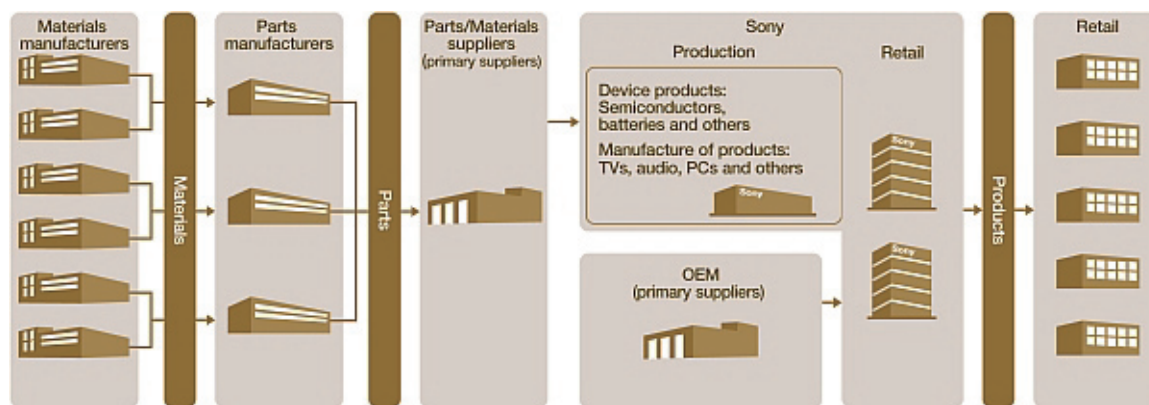 Materials
manufacturers
Materials
Parts
manufacturers
Parts
Parts/Materials
suppliers
(primary suppliers)
Sony
Production
Device products:
Semiconductors,
batteries and others
Manufacture of products:
TVs, audio, PCs and others
Sony
OEM
(primary suppliers)
Retail
Sony
Sony
Products
Retail